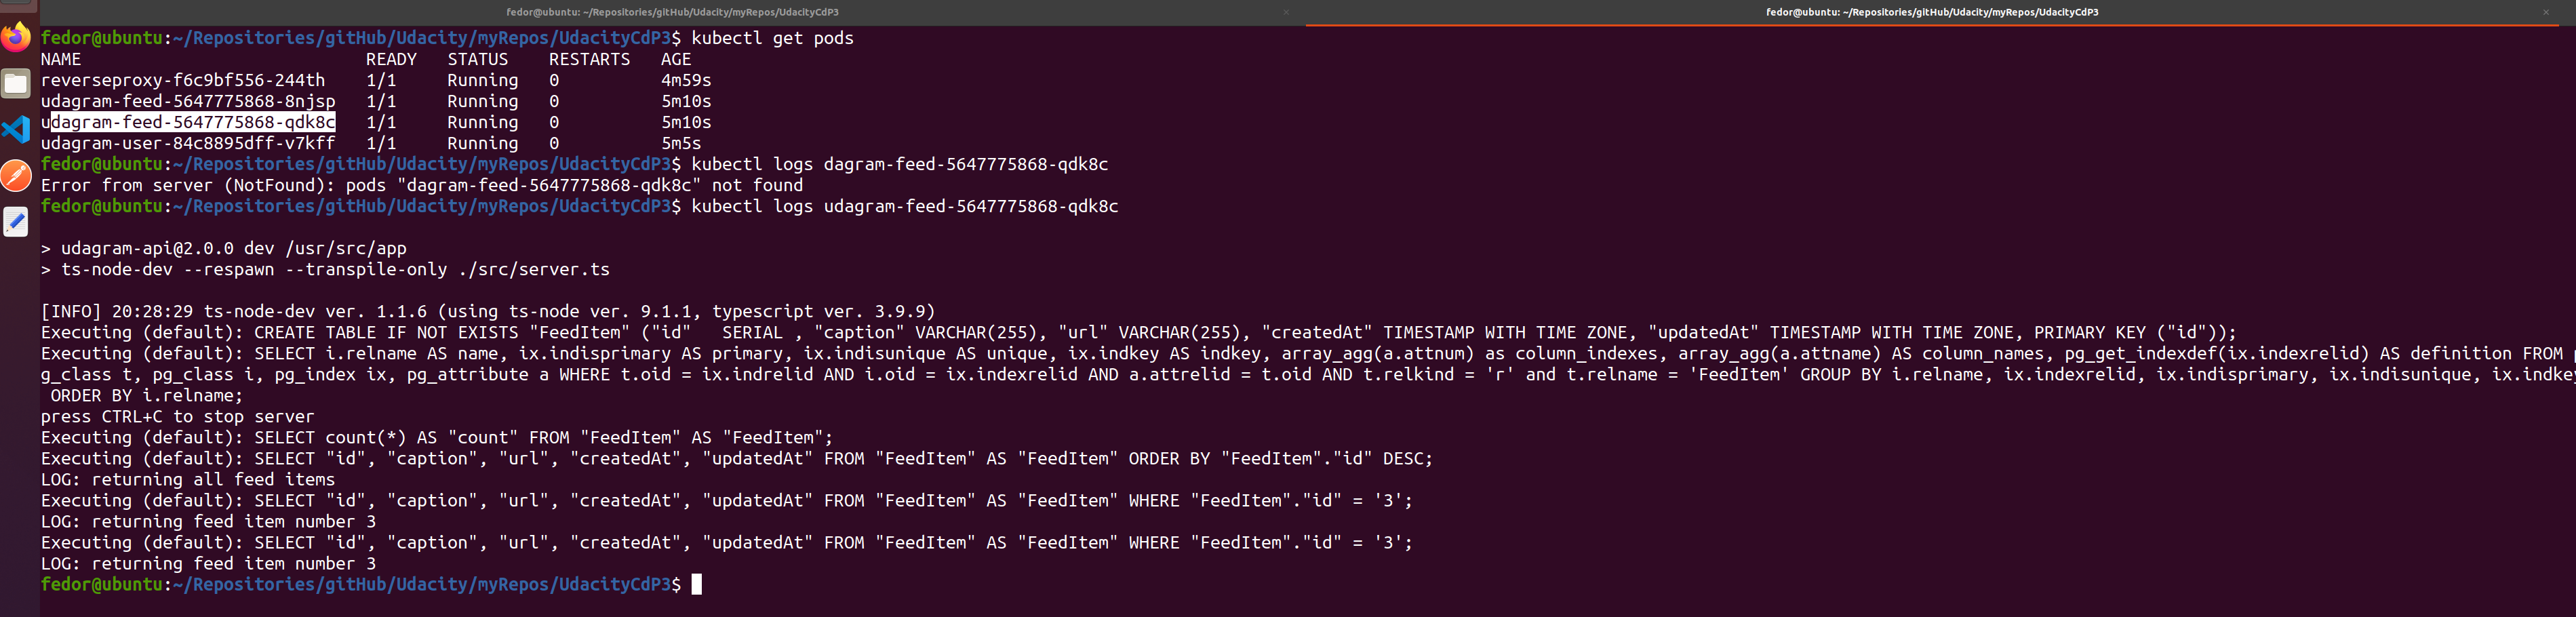 fedor@ubuntu: ~/Repositories/gitHub/Udacity/myRepos/UdacityCdP3 × fedor@ubuntu: ~/Repositories/gitHub/Udacity/myRepos/UdacityCdP3 ×
fedor@ubuntu:~/Repositories/gitHub/Udacity/myRepos/UdacityCdP3$ kubectl get pods
NAME READY STATUS RESTARTS AGE
reverseproxy-f6c9bf556-244th 1/1 Running 0 4m59s
udagram-feed-5647775868-8njsp 1/1 Running 0 5m10s
udagram-feed-5647775868-qdk8c 1/1 Running 0 5m10s
udagram-user-84c8895dff-v7kff 1/1 Running 0 5m5s
fedor@ubuntu:~/Repositories/gitHub/Udacity/myRepos/UdacityCdP3$ kubectl logs dagram-feed-5647775868-qdk8c
Error from server (NotFound): pods "dagram-feed-5647775868-qdk8c" not found
fedor@ubuntu:~/Repositories/gitHub/Udacity/myRepos/UdacityCdP3$ kubectl logs udagram-feed-5647775868-qdk8c
> udagram-api@2.0.0 dev /usr/src/app
> ts-node-dev --respawn --transpile-only ./src/server.ts
[INFO] 20:28:29 ts-node-dev ver. 1.1.6 (using ts-node ver. 9.1.1, typescript ver. 3.9.9)
Executing (default): CREATE TABLE IF NOT EXISTS "FeedItem" ("id"   SERIAL , "caption" VARCHAR(255), "url" VARCHAR(255), "createdAt" TIMESTAMP WITH TIME ZONE, "updatedAt" TIMESTAMP WITH TIME ZONE, PRIMARY KEY ("id"));
Executing (default): SELECT i.relname AS name, ix.indisprimary AS primary, ix.indisunique AS unique, ix.indkey AS indkey, array_agg(a.attnum) as column_indexes, array_agg(a.attname) AS column_names, pg_get_indexdef(ix.indexrelid) AS definition FROM p
g_class t, pg_class i, pg_index ix, pg_attribute a WHERE t.oid = ix.indrelid AND i.oid = ix.indexrelid AND a.attrelid = t.oid AND t.relkind = 'r' and t.relname = 'FeedItem' GROUP BY i.relname, ix.indexrelid, ix.indisprimary, ix.indisunique, ix.indkey
ORDER BY i.relname;
press CTRL+C to stop server
Executing (default): SELECT count(*) AS "count" FROM "FeedItem" AS "FeedItem";
Executing (default): SELECT "id", "caption", "url", "createdAt", "updatedAt" FROM "FeedItem" AS "FeedItem" ORDER BY "FeedItem"."id" DESC;
LOG: returning all feed items
Executing (default): SELECT "id", "caption", "url", "createdAt", "updatedAt" FROM "FeedItem" AS "FeedItem" WHERE "FeedItem"."id" = '3';
LOG: returning feed item number 3
Executing (default): SELECT "id", "caption", "url", "createdAt", "updatedAt" FROM "FeedItem" AS "FeedItem" WHERE "FeedItem"."id" = '3';
LOG: returning feed item number 3
fedor@ubuntu:~/Repositories/gitHub/Udacity/myRepos/UdacityCdP3$